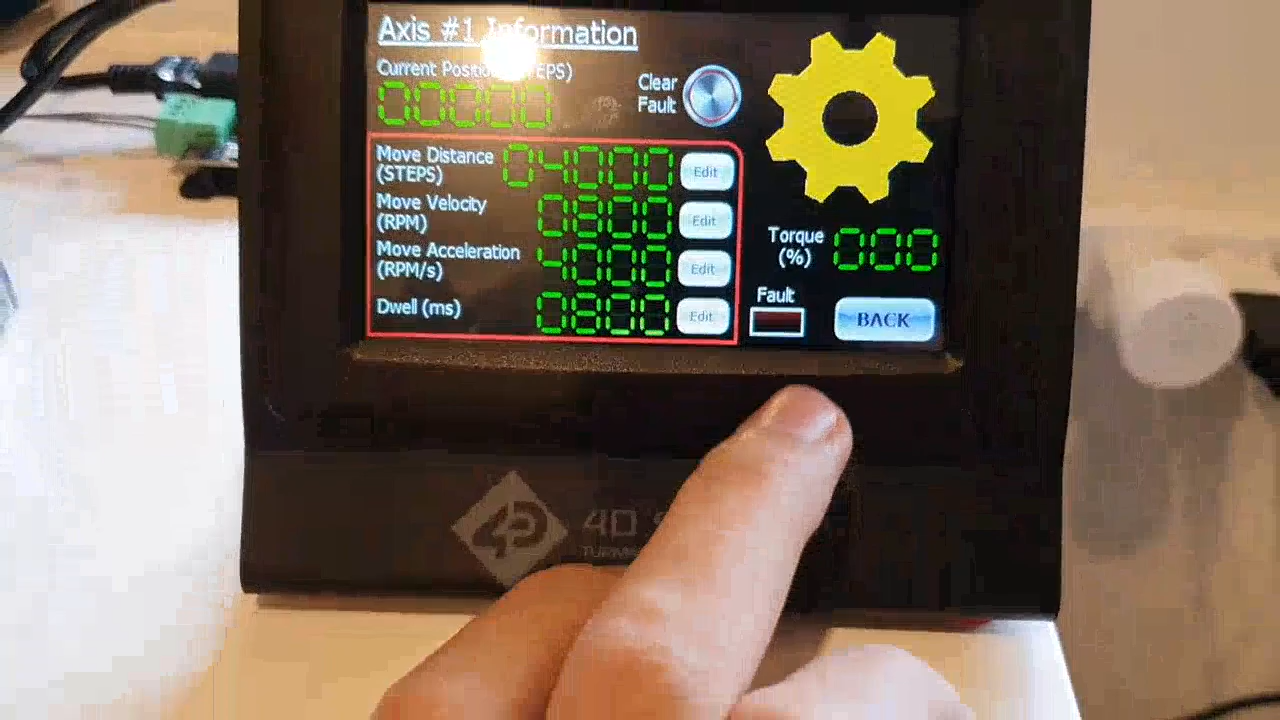 Axis #1 Information
Current Position (STEPS)
00000
Clear
Fault
Move Distance
(STEPS)
04000
Edit
Move Velocity
(RPM)
0800
Edit
Move Acceleration
(RPM/s)
4000
Edit
Dwell (ms)
0800
Edit
Torque
(%)
000
Fault
BACK
4D